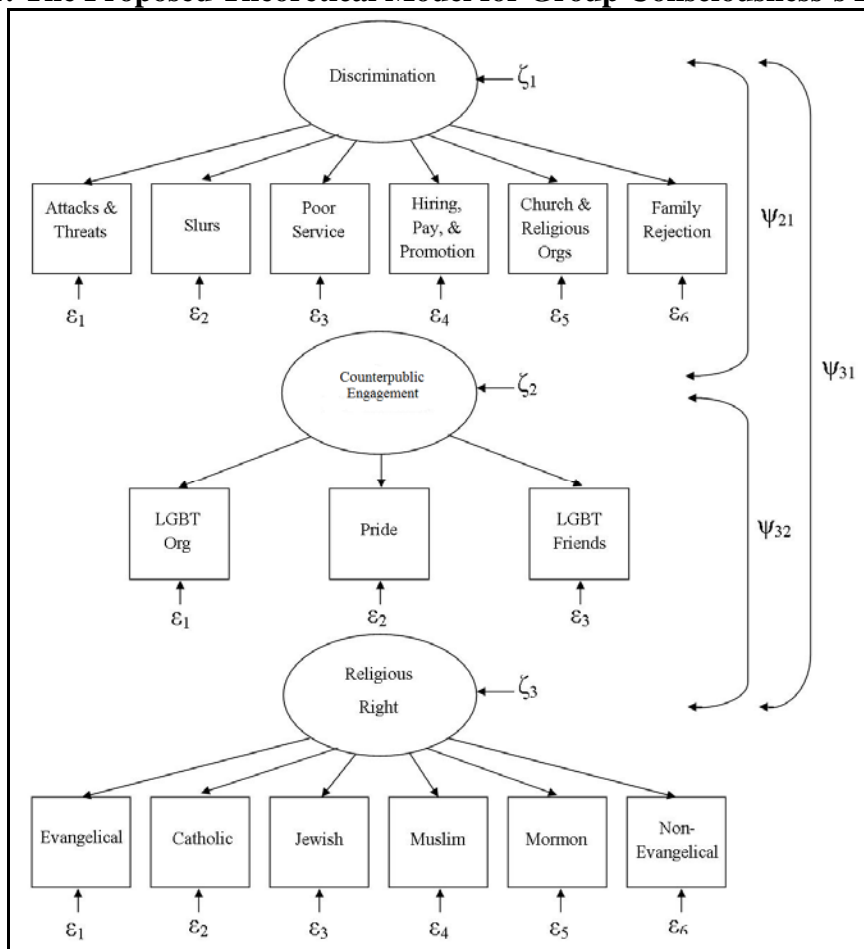 The Proposed Theoretical Model for Group Consciousness's
Discrimination
ζ1
Attacks &
Threats
Slurs
Poor
Service
Hiring,
Pay, &
Promotion
Church &
Religious
Orgs
Family
Rejection
ε1
ε2
ε3
ε4
ε5
ε6
ψ21
ψ31
Counterpublic
Engagement
ζ2
LGBT
Org
Pride
LGBT
Friends
ε1
ε2
ε3
ψ32
Religious
Right
ζ3
Evangelical
Catholic
Jewish
Muslim
Mormon
Non-
Evangelical
ε1
ε2
ε3
ε4
ε5
ε6